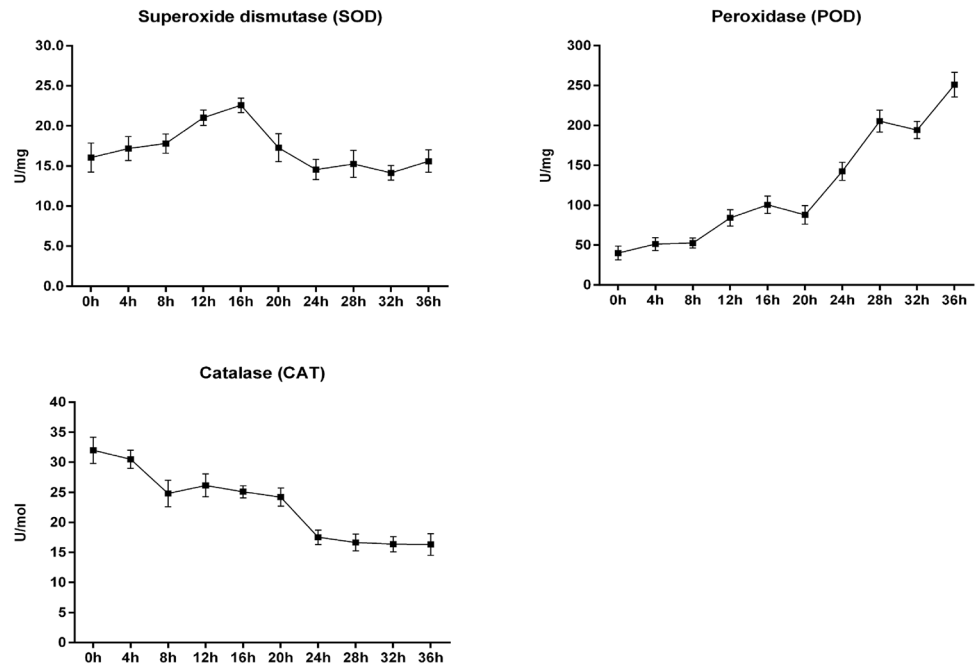 Superoxide dismutase (SOD)
30.0
25.0
20.0
15.0
10.0
5.0
0.0
U/mg
0h 4h 8h 12h 16h 20h 24h 28h 32h 36h
Peroxidase (POD)
300
250
200
150
100
50
0
U/mg
0h 4h 8h 12h 16h 20h 24h 28h 32h 36h
Catalase (CAT)
40
35
30
25
20
15
10
5
0
U/mol
0h 4h 8h 12h 16h 20h 24h 28h 32h 36h